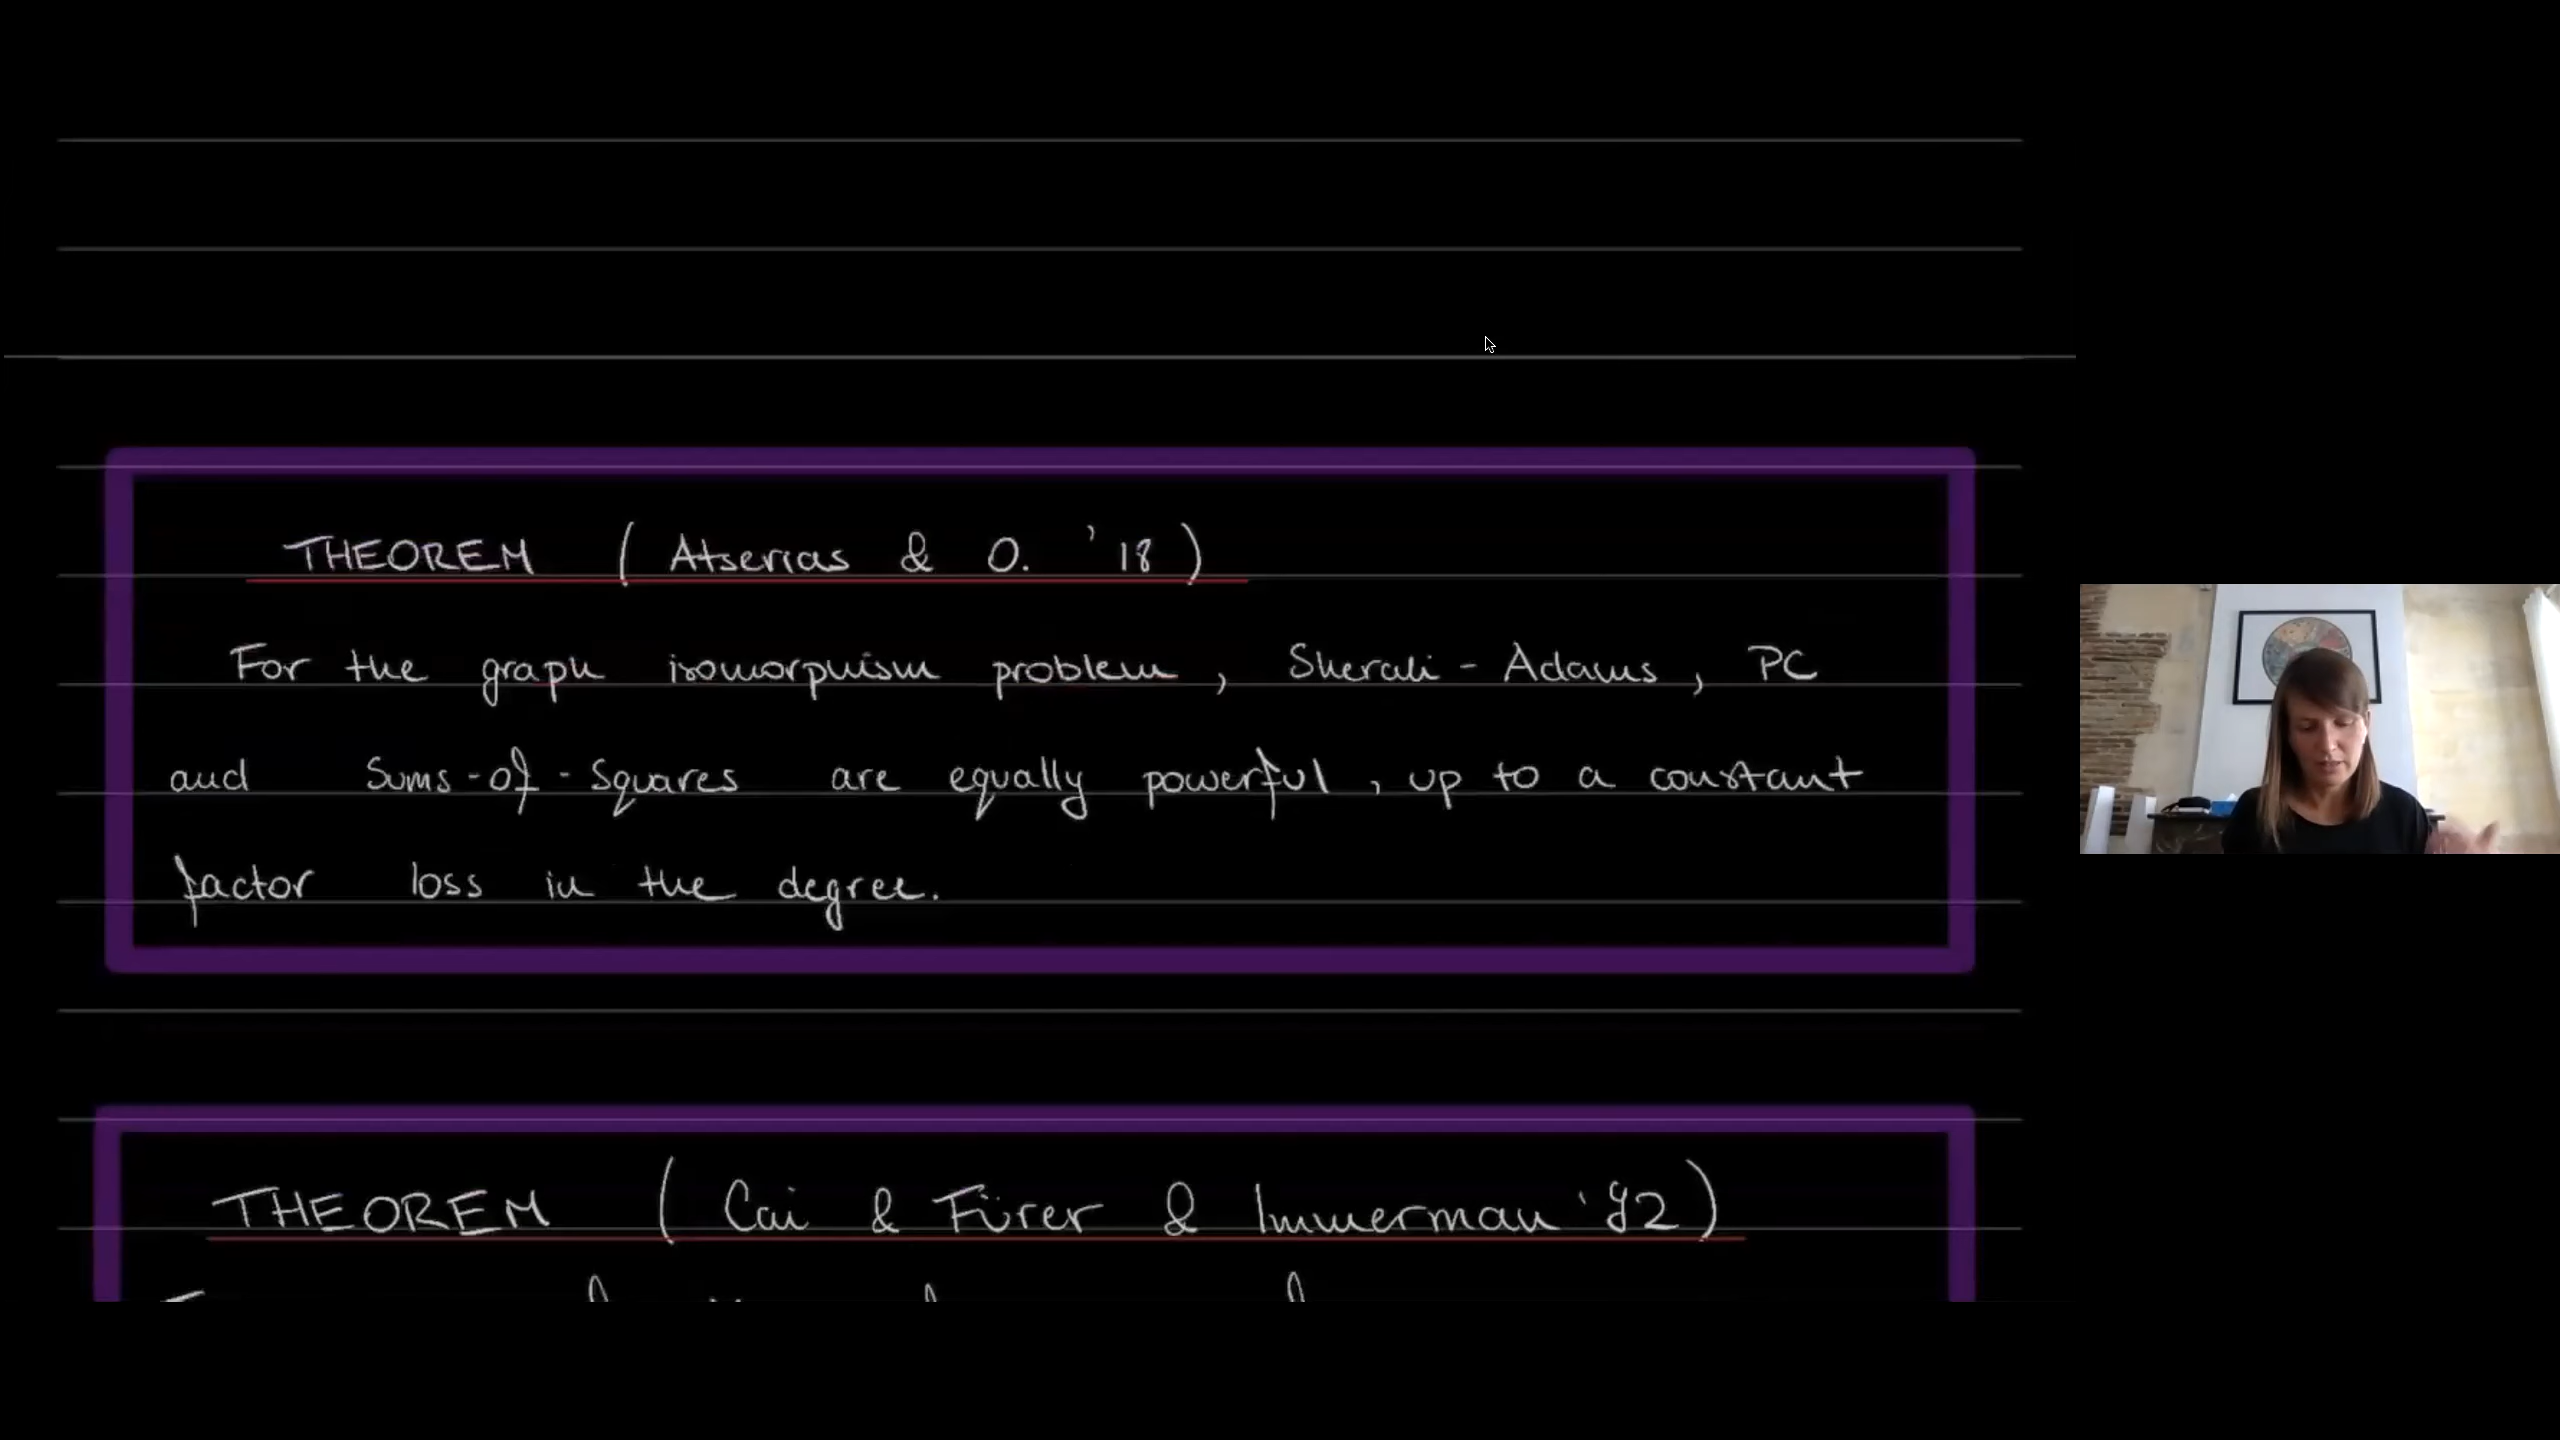 THEOREM ( Atserias & O. '18 )
For the graph isomorphism problem, Sherali - Adams, PC
and Sums-of-Squares are equally powerful, up to a constant
factor loss in the degree.
THEOREM ( Cai & Fürer & Immerman '92 )